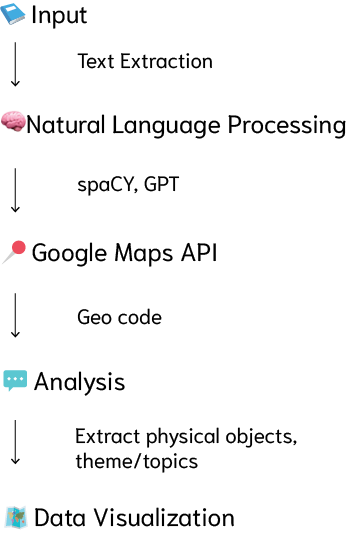 Input
Text Extraction
Natural Language Processing
spaCY, GPT
Google Maps API
Geo code
Analysis
Extract physical objects,
theme/topics
Data Visualization